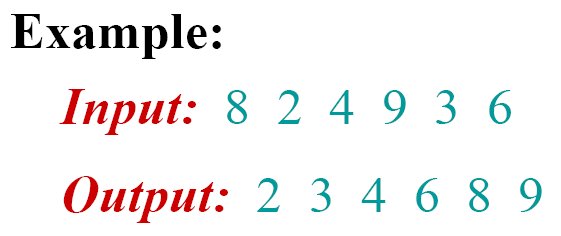 Example:
Input: 8 2 4 9 3 6
Output: 2 3 4 6 8 9